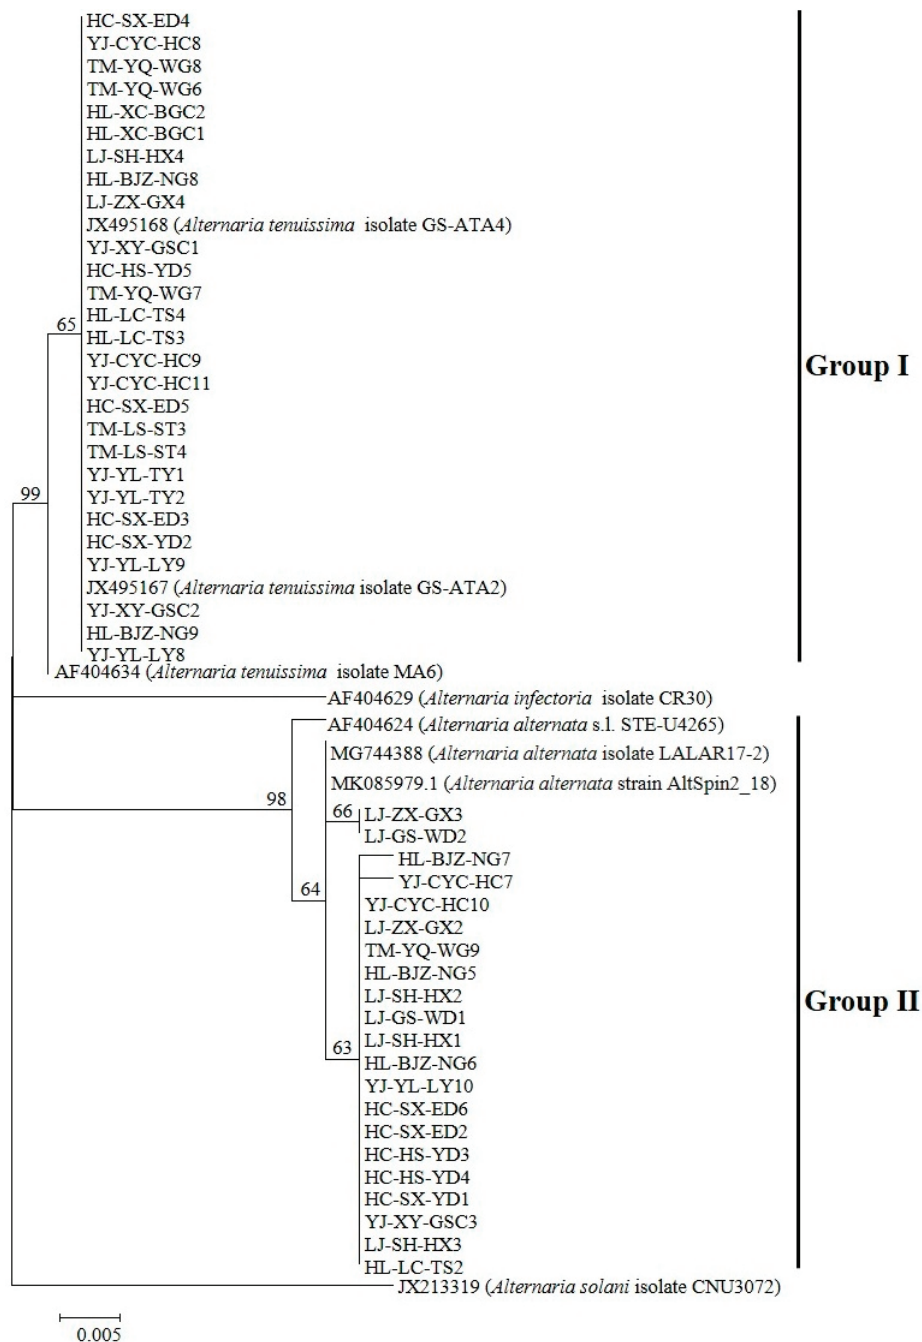 HC-SX-ED4
YJ-CYC-HC8
TM-YQ-WG8
TM-YQ-WG6
HL-XC-BGC2
HL-XC-BGC1
LJ-SH-HX4
HL-BJZ-NG8
LJ-ZX-GX4
JX495168 (Alternaria tenuissima isolate GS-ATA4)
YJ-XY-GSC1
HC-HS-YD5
TM-YQ-WG7
HL-LC-TS4
65
HL-LC-TS3
YJ-CYC-HC9
Group I
YJ-CYC-HC11
HC-SX-ED5
TM-LS-ST3
TM-LS-ST4
YJ-YL-TY1
99
YJ-YL-TY2
HC-SX-ED3
HC-SX-YD2
YJ-YL-LY9
JX495167 (Alternaria tenuissima isolate GS-ATA2)
YJ-XY-GSC2
HL-BJZ-NG9
YJ-YL-LY8
AF404634 (Alternaria tenuissima isolate MA6)
AF404629 (Alternaria infectoria isolate CR30)
AF404624 (Alternaria alternata s.l. STE-U4265)
MG744388 (Alternaria alternata isolate LALAR17-2)
MK085979.1 (Alternaria alternata strain AltSpin2_18)
98
66
LJ-ZX-GX3
LJ-GS-WD2
HL-BJZ-NG7
YJ-CYC-HC7
64
YJ-CYC-HC10
LJ-ZX-GX2
TM-YQ-WG9
HL-BJZ-NG5
LJ-SH-HX2
Group II
LJ-GS-WD1
LJ-SH-HX1
63
HL-BJZ-NG6
YJ-YL-LY10
HC-SX-ED6
HC-SX-ED2
HC-HS-YD3
HC-HS-YD4
HC-SX-YD1
YJ-XY-GSC3
LJ-SH-HX3
HL-LC-TS2
JX213319 (Alternaria solani isolate CNU3072)
0.005